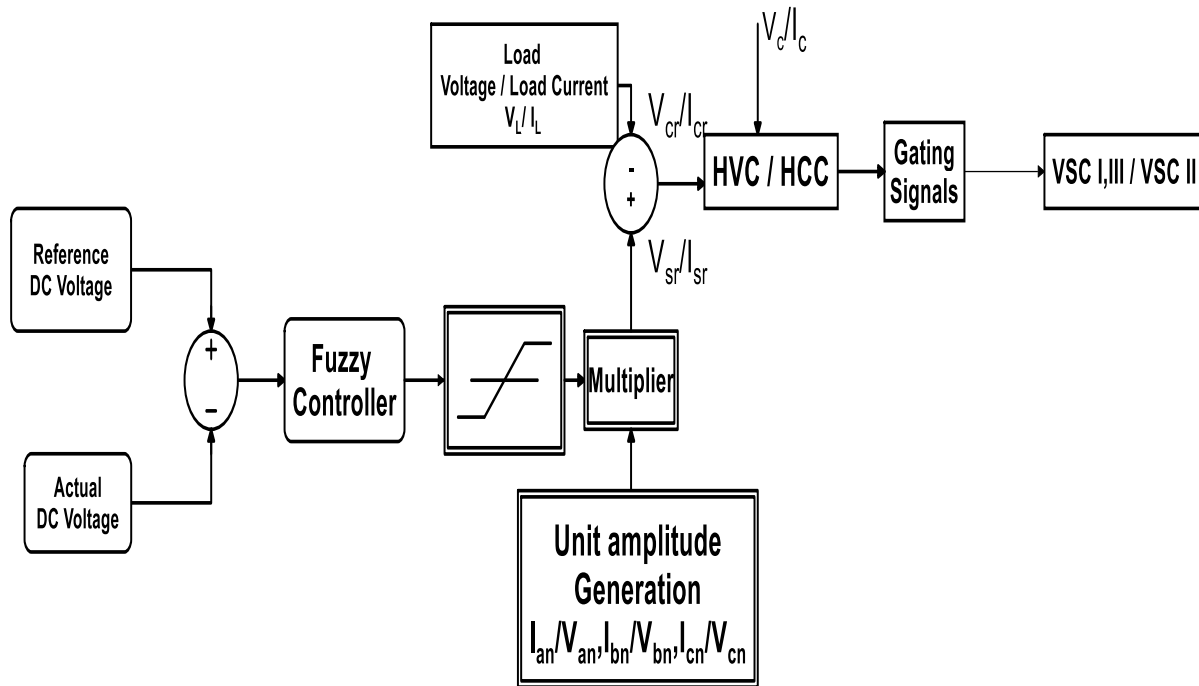 Load
Voltage / Load Current
V_L/ I_L
V_c/I_c
V_cr/I_cr
HVC / HCC
Gating
Signals
VSC I,III / VSC II
-
+
V_sr/I_sr
Reference
DC Voltage
+
−
Fuzzy
Controller
Multiplier
Actual
DC Voltage
Unit amplitude
Generation
I_an/V_an,I_bn/V_bn,I_cn/V_cn